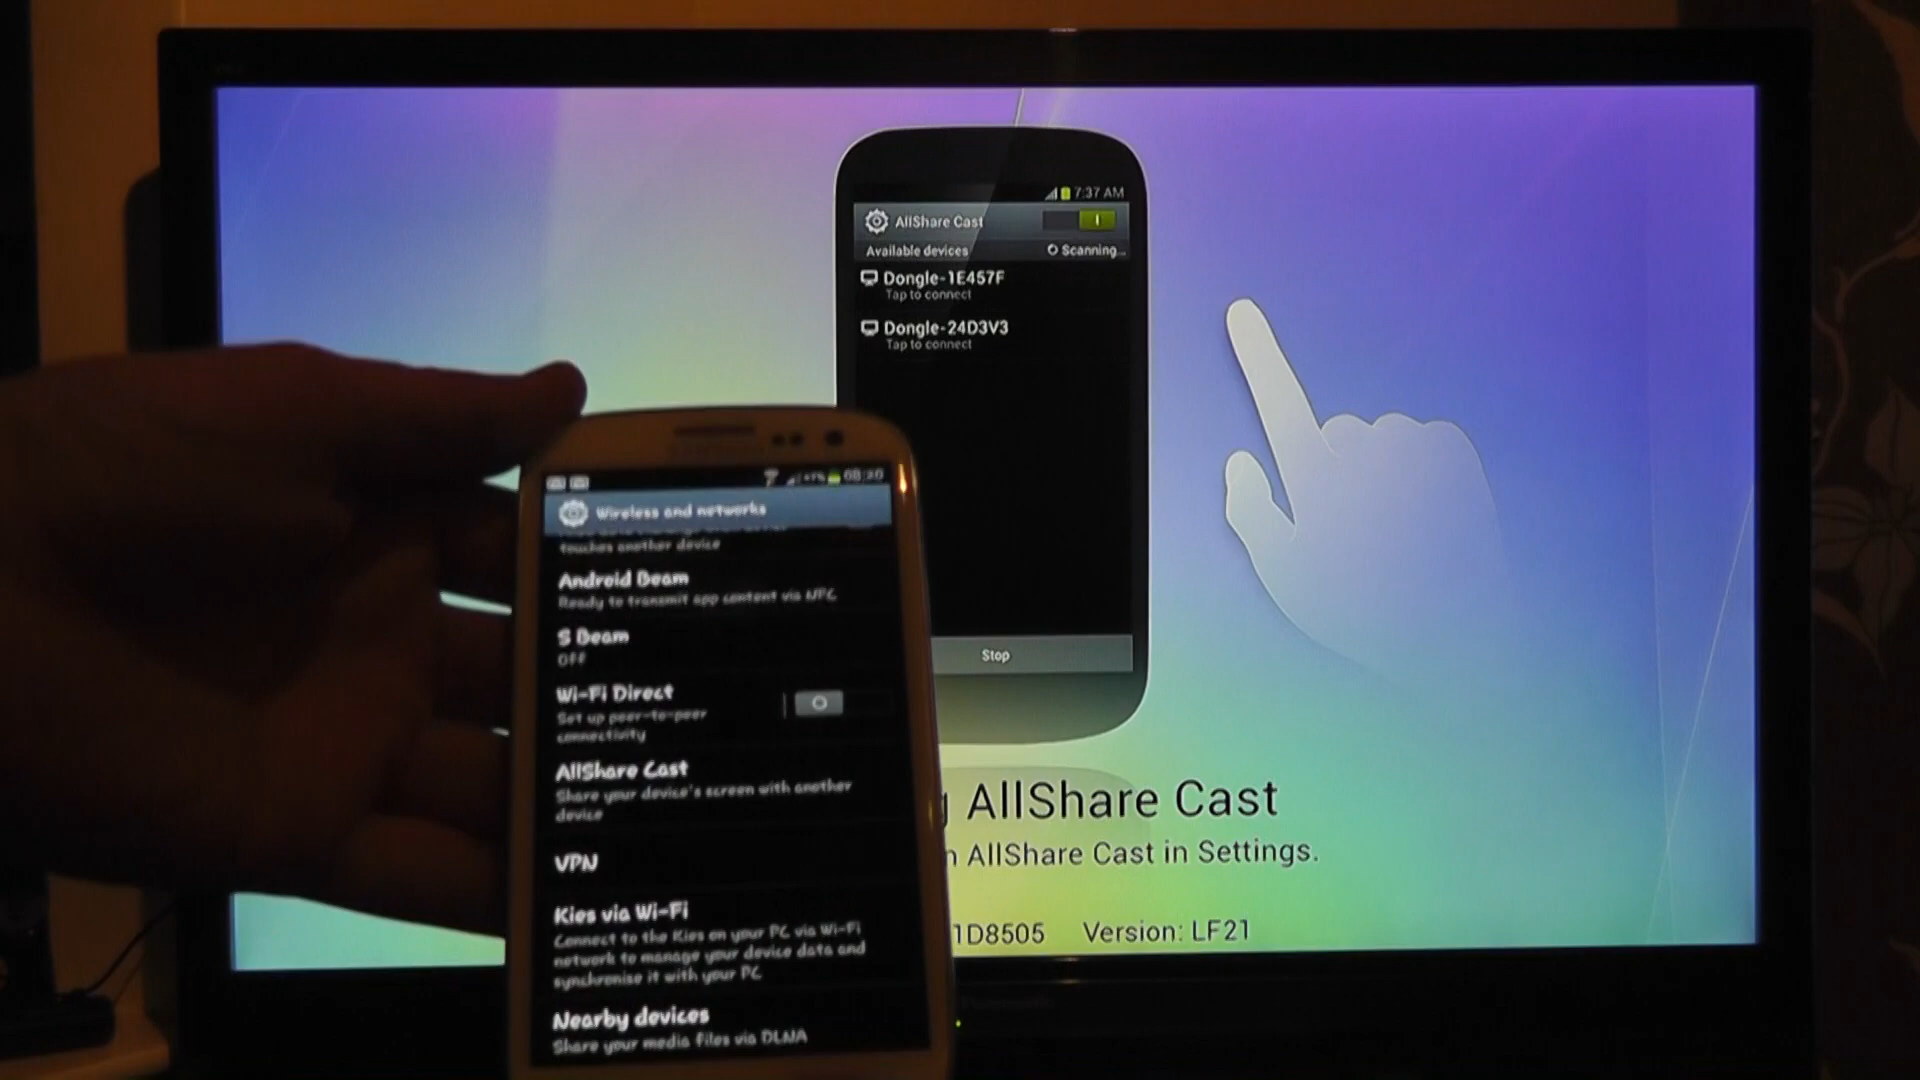 7:37 AM
AllShare Cast
Available devices
Scanning...
Dongle-1E457F
Tap to connect
Dongle-24D3V3
Tap to connect
Stop
AllShare Cast
AllShare Cast in Settings.
1D8505 Version: LF21
08:20
Wireless and networks
touches another device
Android Beam
Ready to transmit app content via NFC
S Beam
Off
Wi-Fi Direct
Set up peer-to-peer
connectivity
AllShare Cast
Share your device's screen with another
device
VPN
Kies via Wi-Fi
Connect to the Kies on your PC via Wi-Fi
network to manage your device data and
synchronise it with your PC
Nearby devices
Share your media files via DLNA